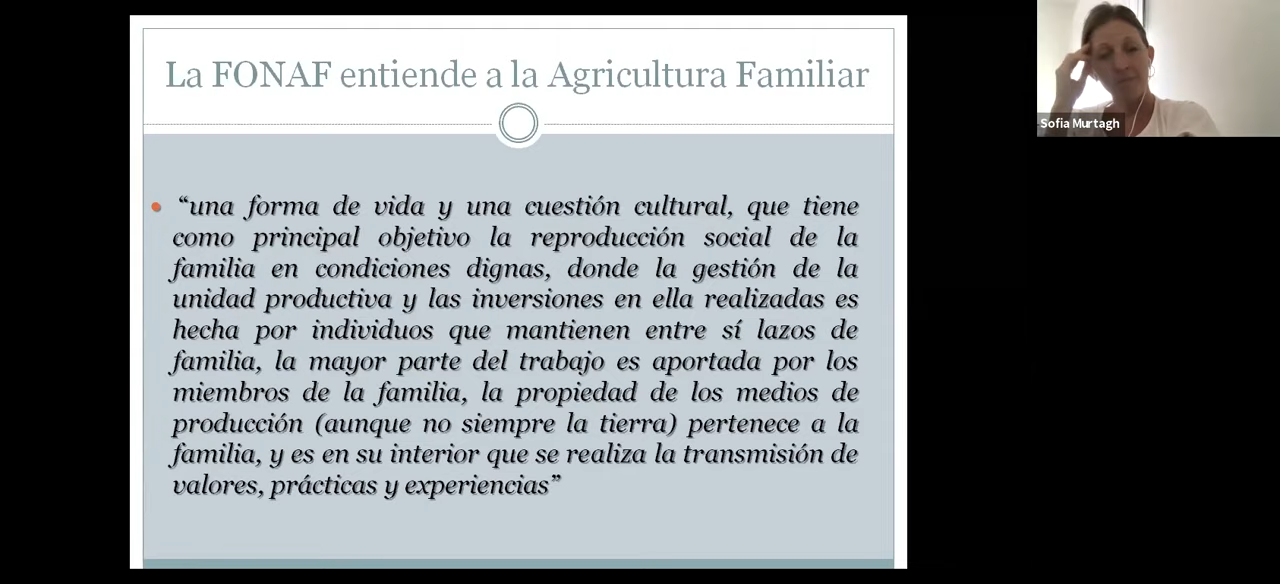 La FONAF entiende a la Agricultura Familiar
• “una forma de vida y una cuestión cultural, que tiene
como principal objetivo la reproducción social de la
familia en condiciones dignas, donde la gestión de la
unidad productiva y las inversiones en ella realizadas es
hecha por individuos que mantienen entre sí lazos de
familia, la mayor parte del trabajo es aportada por los
miembros de la familia, la propiedad de los medios de
producción (aunque no siempre la tierra) pertenece a la
familia, y es en su interior que se realiza la transmisión de
valores, prácticas y experiencias”
Sofía Murtagh